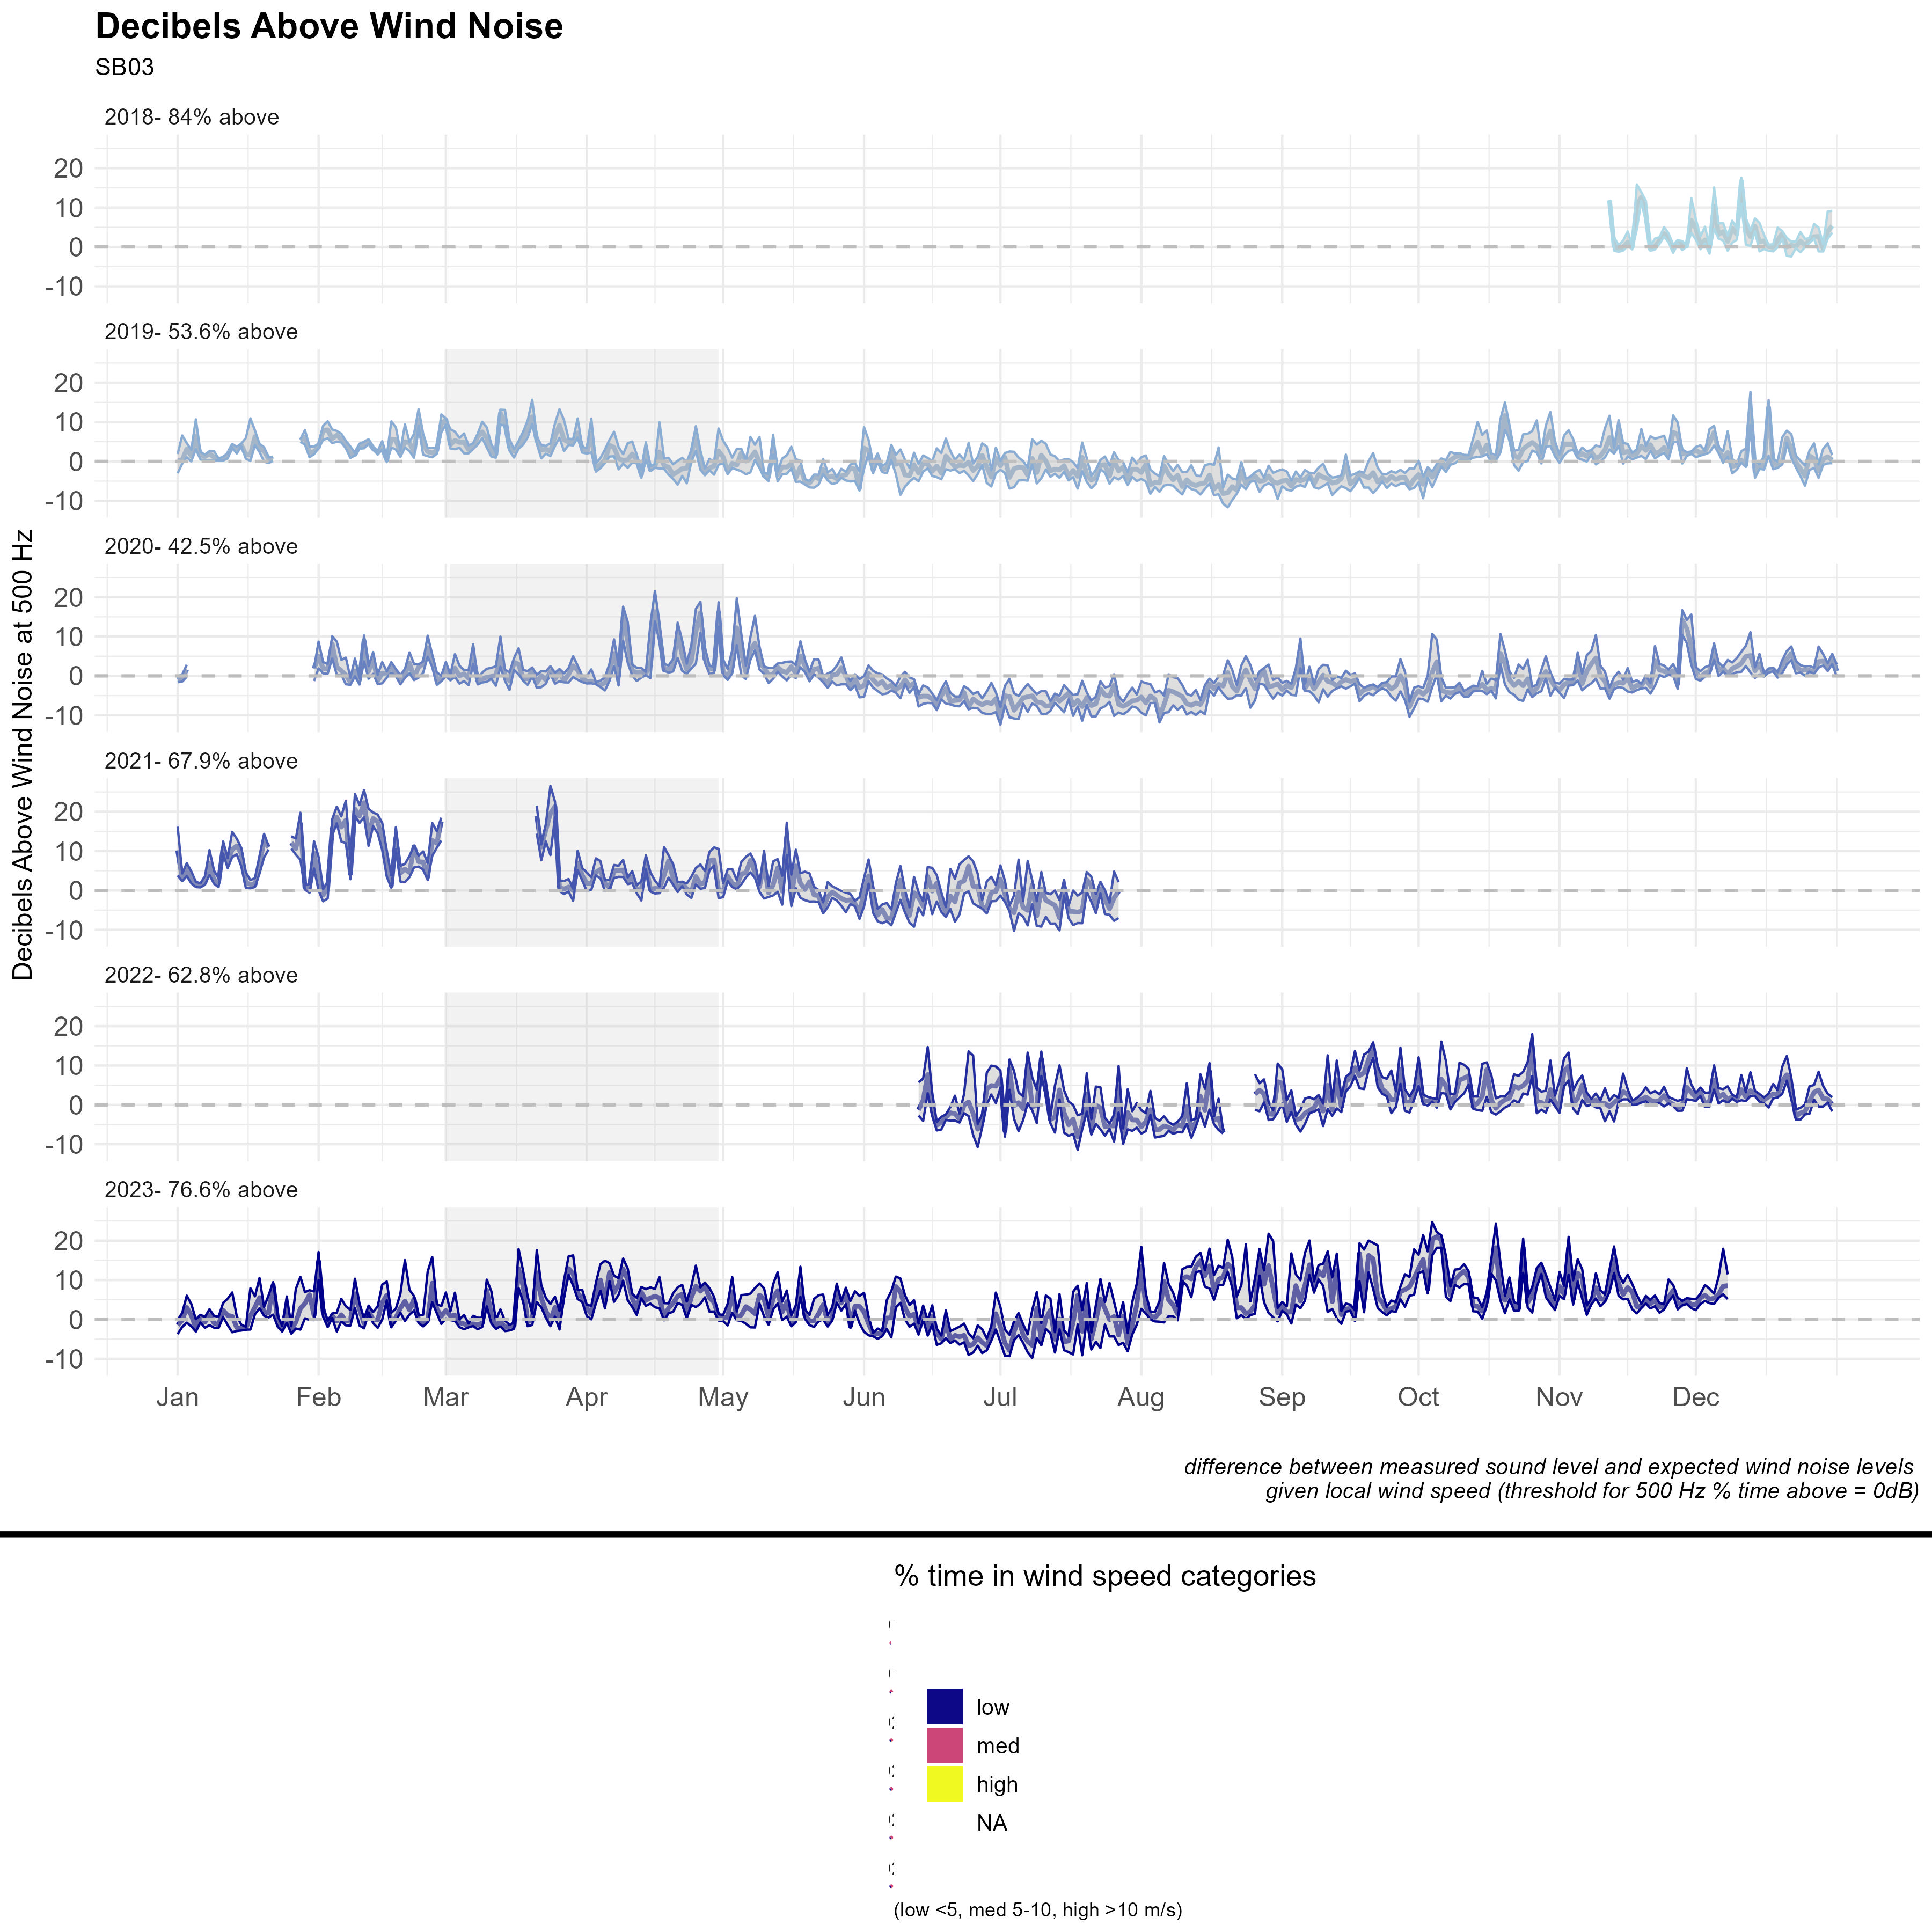 Decibels Above Wind Noise
SB03
2018- 84% above
20
10
0
-10
2019- 53.6% above
20
10
0
-10
2020- 42.5% above
20
10
0
-10
2021- 67.9% above
20
10
0
-10
2022- 62.8% above
20
10
0
-10
2023- 76.6% above
20
10
0
-10
Decibels Above Wind Noise at 500 Hz
Jan Feb Mar Apr May Jun Jul Aug Sep Oct Nov Dec
difference between measured sound level and expected wind noise levels
given local wind speed (threshold for 500 Hz % time above = 0dB)
% time in wind speed categories
low
med
high
NA
(low <5, med 5-10, high >10 m/s)